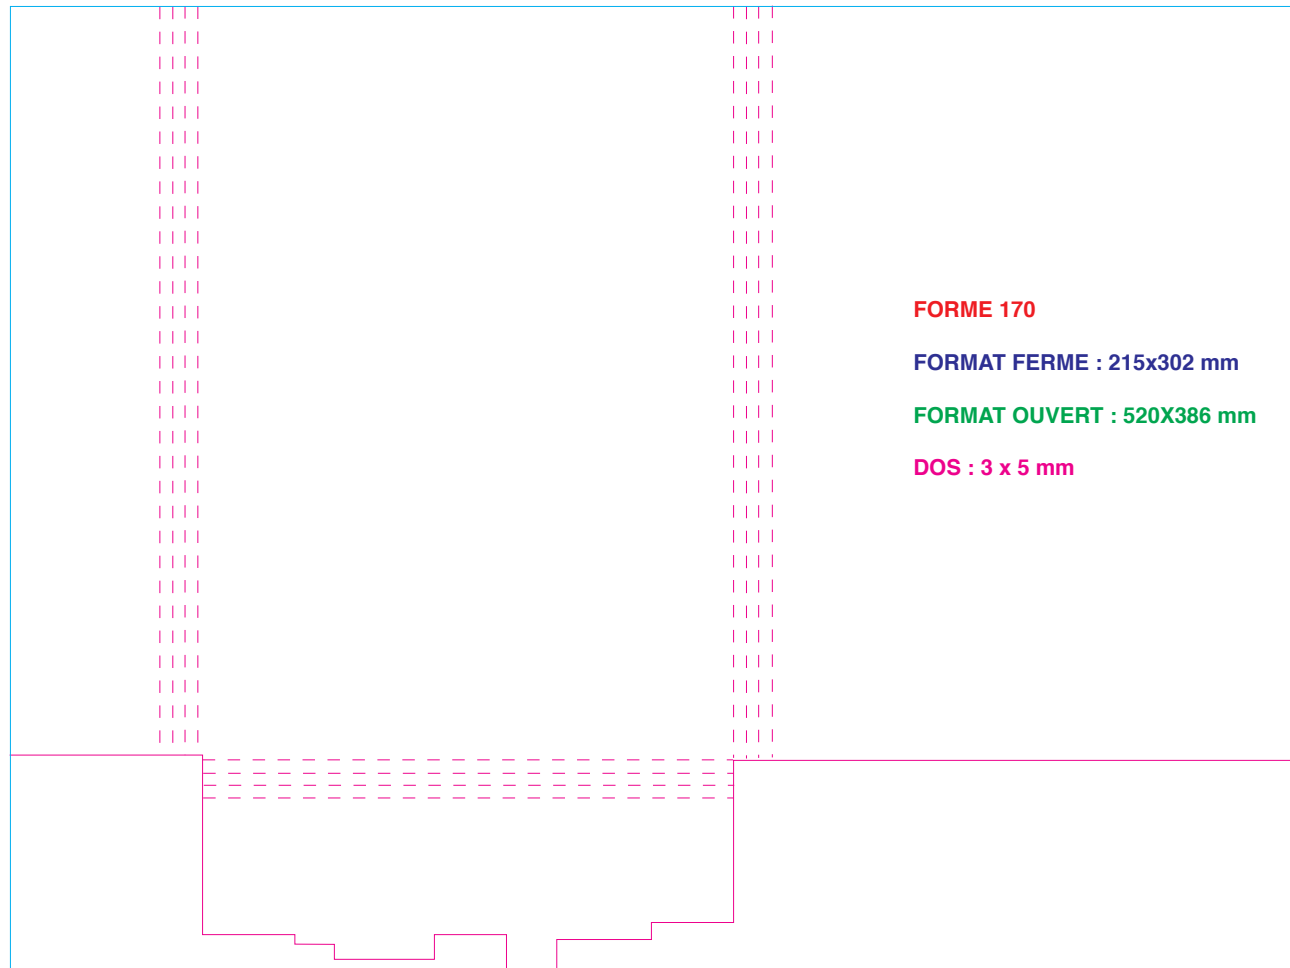 FORME 170
FORMAT FERME : 215x302 mm
FORMAT OUVERT : 520X386 mm
DOS : 3 x 5 mm